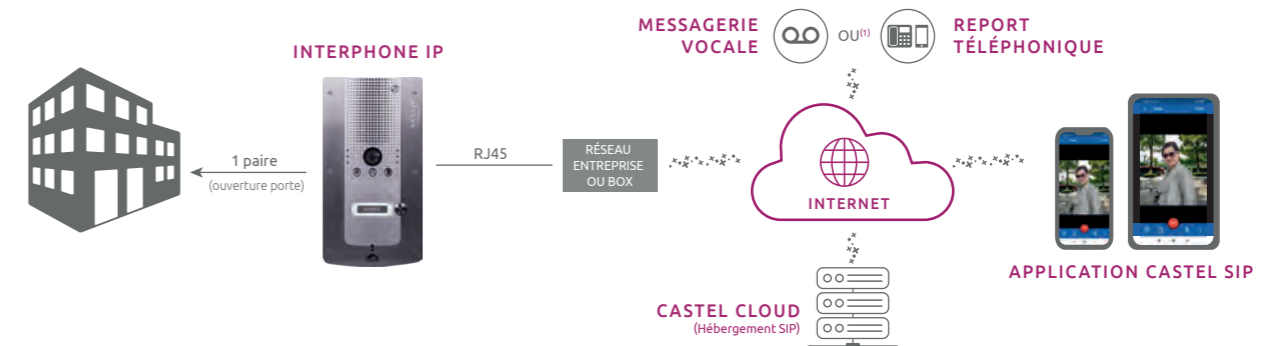 MESSAGERIE
VOCALE
OU(1)
REPORT
TÉLÉPHONIQUE
INTERPHONE IP
1 paire
(ouverture porte)
RJ45
RÉSEAU
ENTREPRISE
OU BOX
INTERNET
APPLICATION CASTEL SIP
CASTEL CLOUD
(Hébergement SIP)